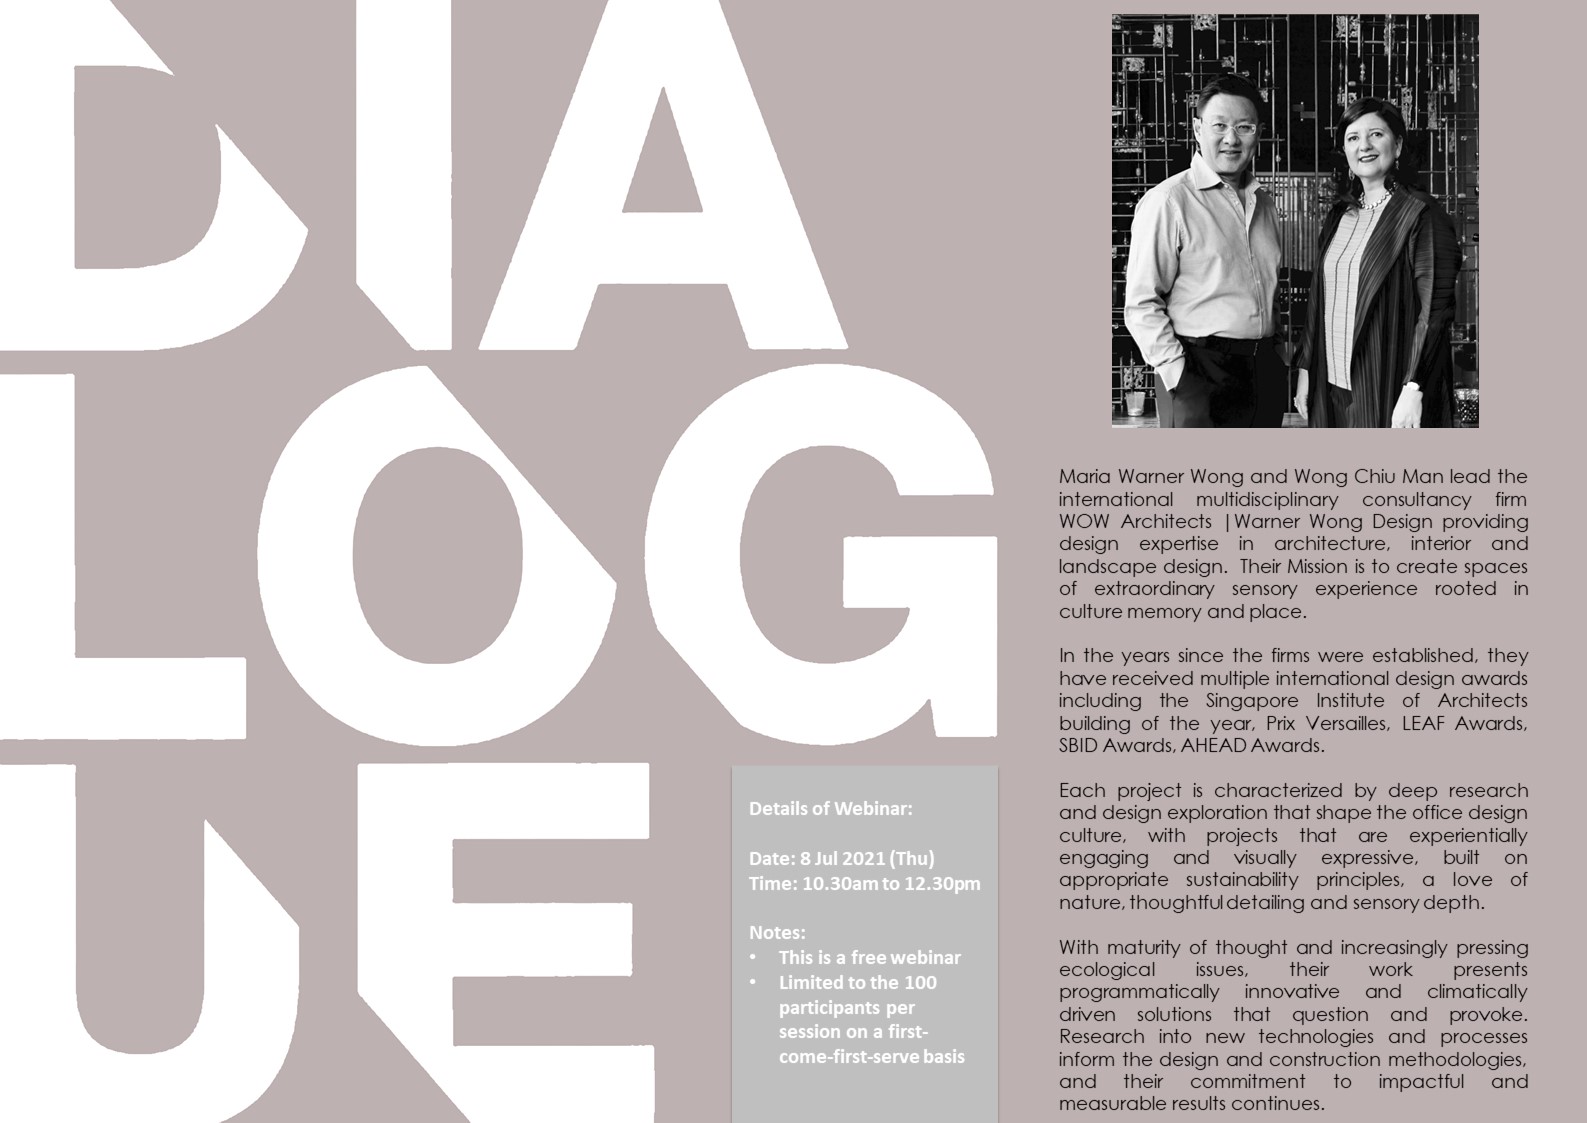 DIA
LOG
UE
Details of Webinar:
Date: 8 Jul 2021 (Thu)
Time: 10.30am to 12.30pm
Notes:
• This is a free webinar
• Limited to the 100
participants per
session on a first-
come-first-serve basis
Maria Warner Wong and Wong Chiu Man lead the
international multidisciplinary consultancy firm
WOW Architects |Warner Wong Design providing
design expertise in architecture, interior and
landscape design. Their Mission is to create spaces
of extraordinary sensory experience rooted in
culture memory and place.
In the years since the firms were established, they
have received multiple international design awards
including the Singapore Institute of Architects
building of the year, Prix Versailles, LEAF Awards,
SBID Awards, AHEAD Awards.
Each project is characterized by deep research
and design exploration that shape the office design
culture, with projects that are experientially
engaging and visually expressive, built on
appropriate sustainability principles, a love of
nature, thoughtful detailing and sensory depth.
With maturity of thought and increasingly pressing
ecological issues, their work presents
programmatically innovative and climatically
driven solutions that question and provoke.
Research into new technologies and processes
inform the design and construction methodologies,
and their commitment to impactful and
measurable results continues.